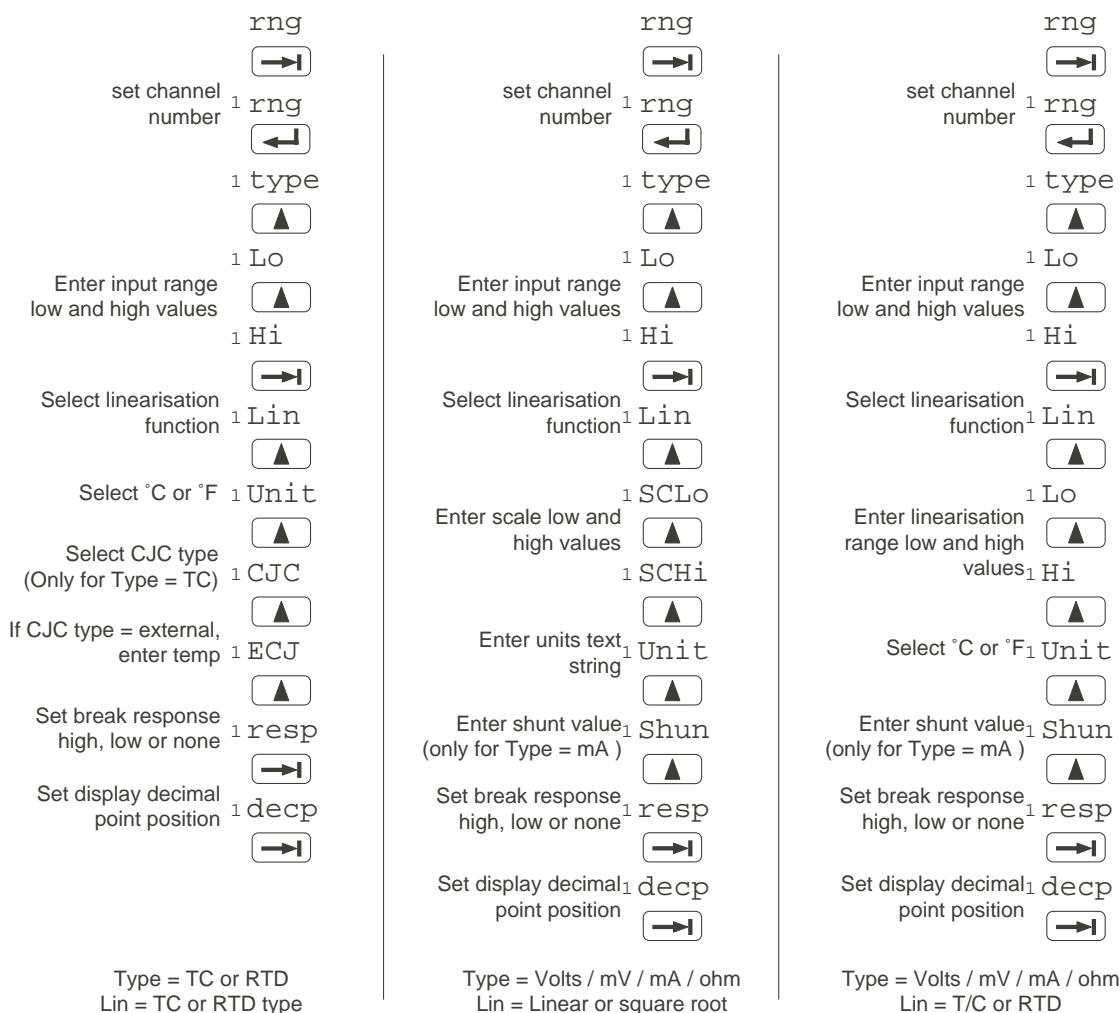 rng
set channel
number
1 rng
1 type
1 Lo
Enter input range
low and high values
1 Hi
Select linearisation
function
1 Lin
Select ˚C or ˚F 1 Unit
Select CJC type
(Only for Type = TC)
1 CJC
If CJC type = external,
enter temp
1 ECJ
Set break response
high, low or none
1 resp
Set display decimal
point position
1 decp
Type = TC or RTD
Lin = TC or RTD type
rng
set channel
number
1 rng
1 type
1 Lo
Enter input range
low and high values
1 Hi
Select linearisation
function
1 Lin
1 SCLo
Enter scale low and
high values
1 SCHi
Enter units text
string
1 Unit
Enter shunt value
(only for Type = mA )
1 Shun
Set break response
high, low or none
1 resp
Set display decimal
point position
1 decp
Type = Volts / mV / mA / ohm
Lin = Linear or square root
rng
set channel
number
1 rng
1 type
1 Lo
Enter input range
low and high values
1 Hi
Select linearisation
function
1 Lin
1 Lo
Enter linearisation
range low and high
values
1 Hi
Select ˚C or ˚F 1 Unit
Enter shunt value
(only for Type = mA )
1 Shun
Set break response
high, low or none
1 resp
Set display decimal
point position
1 decp
Type = Volts / mV / mA / ohm
Lin = T/C or RTD